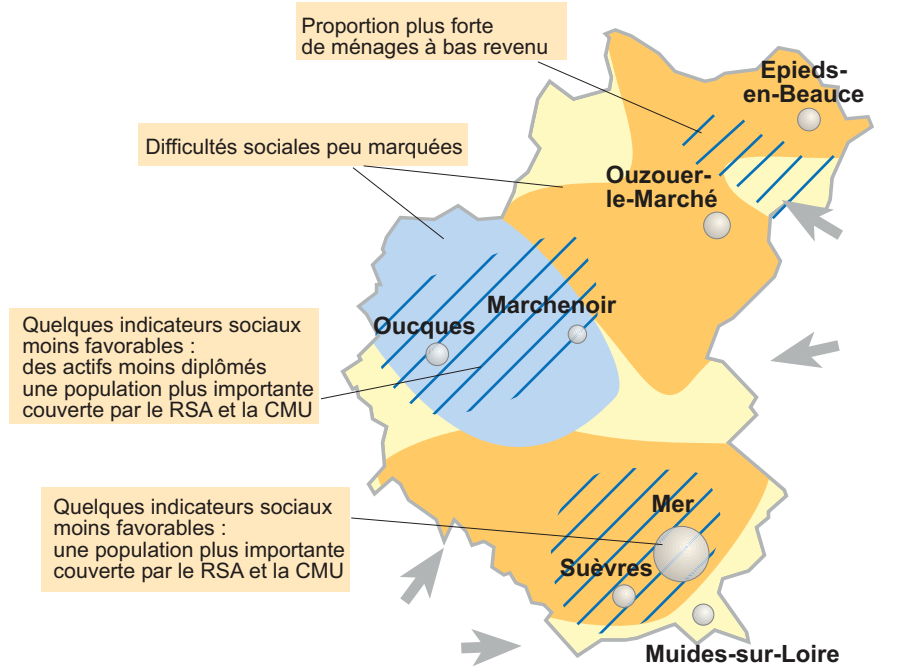 Proportion plus forte
de ménages à bas revenu
Epieds-
en-Beauce
Difficultés sociales peu marquées
Ouzouer-
le-Marché
Marchenoir
Oucques
Quelques indicateurs sociaux
moins favorables :
des actifs moins diplômés
une population plus importante
couverte par le RSA et la CMU
Quelques indicateurs sociaux
moins favorables :
une population plus importante
couverte par le RSA et la CMU
Mer
Suèvres
Muides-sur-Loire